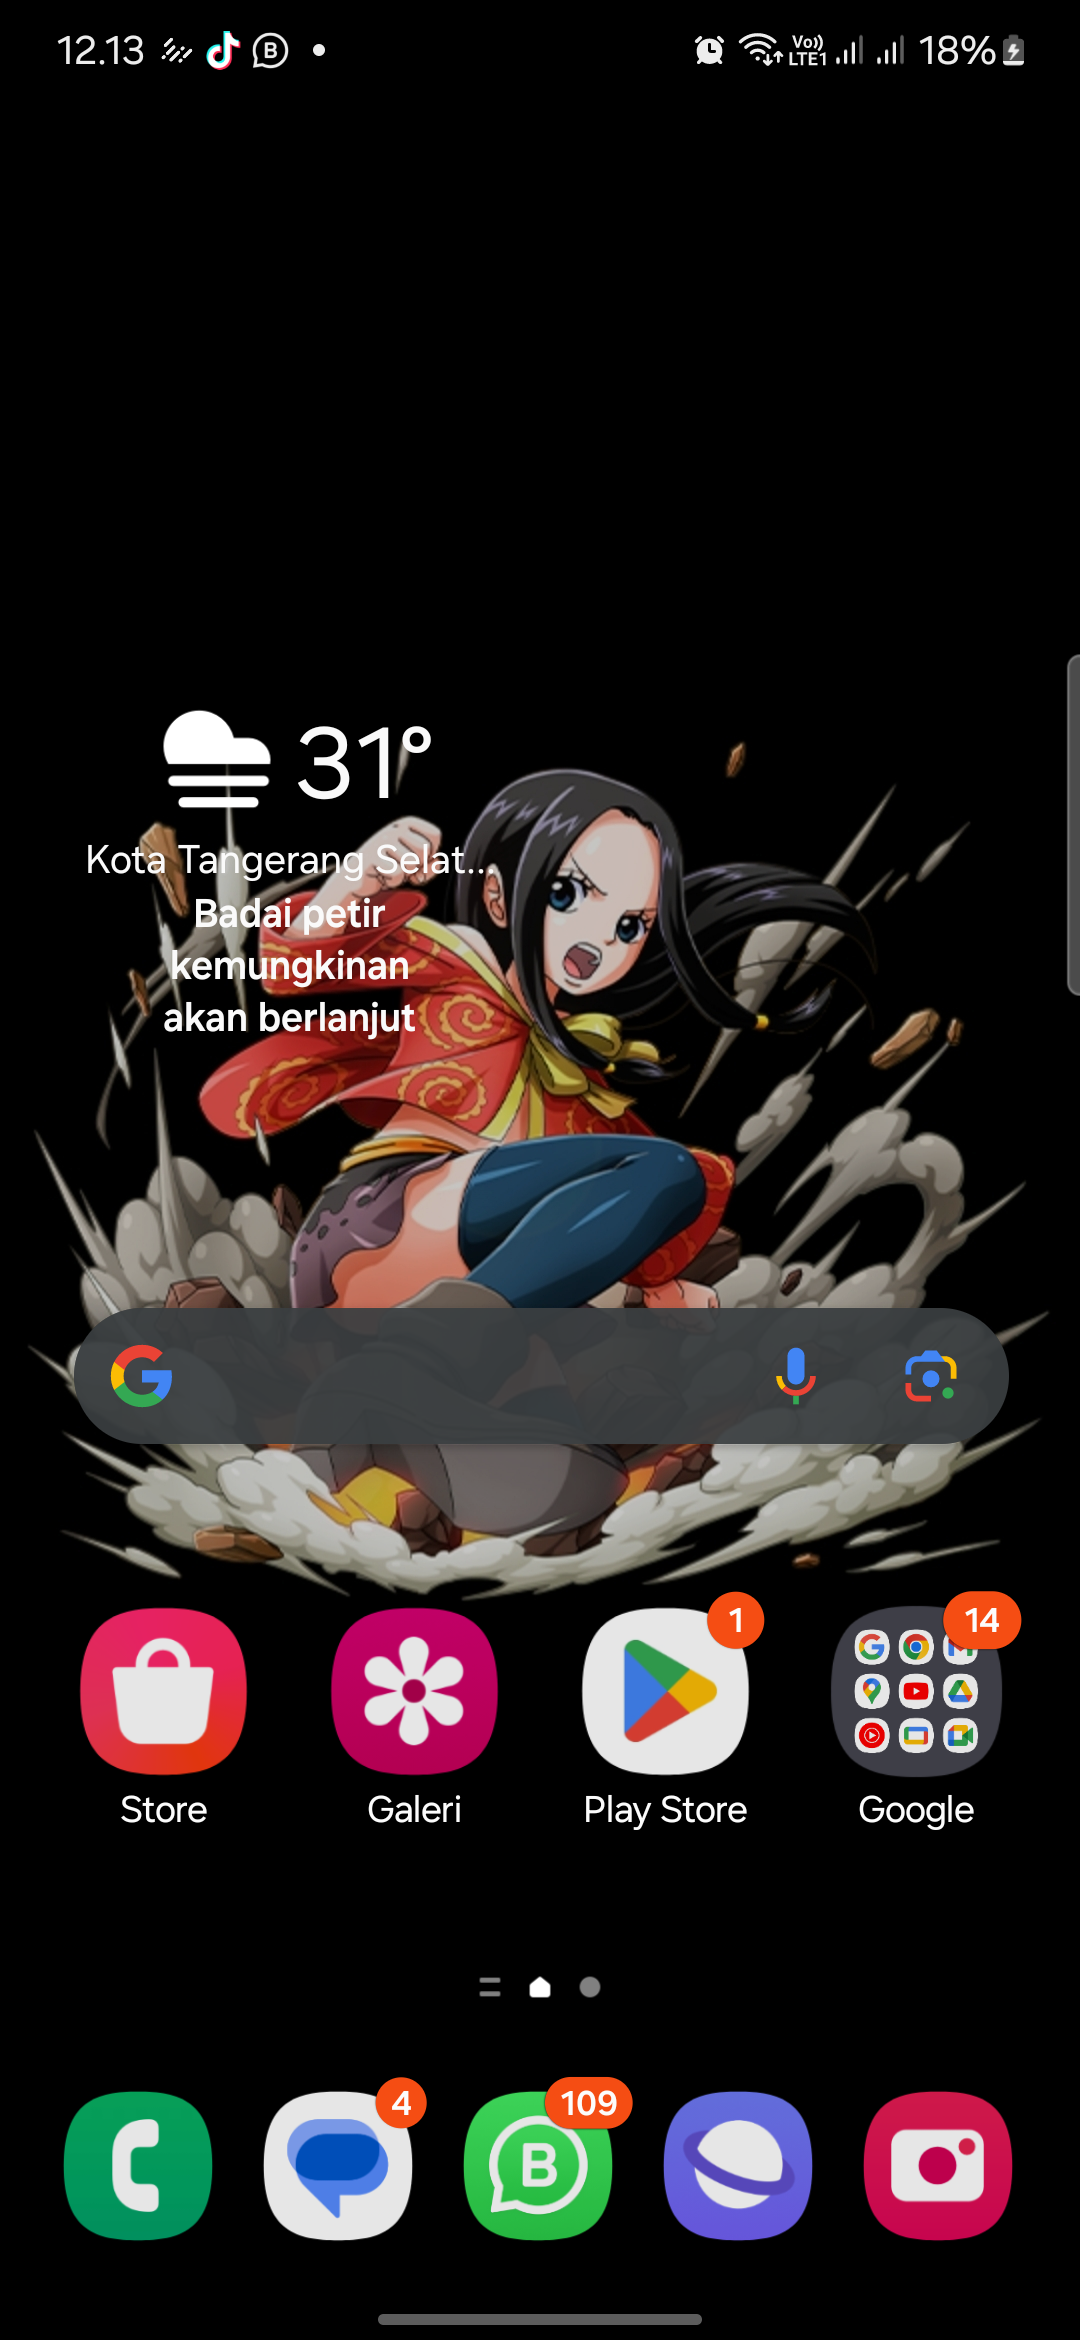 12.13
Vo))
LTE1
18%
31°
Kota Tangerang Selat...
Badai petir
kemungkinan
akan berlanjut
1
14
Store
Galeri
Play Store
Google
4
109